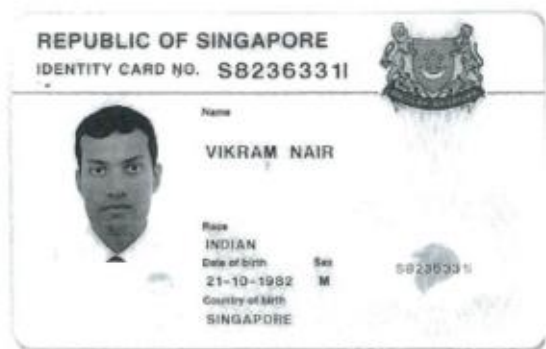 REPUBLIC OF SINGAPORE
IDENTITY CARD NO. S8236331I
Name
VIKRAM NAIR
Race
INDIAN
Date of birth Sex
21-10-1982 M
S8236331I
Country of birth
SINGAPORE